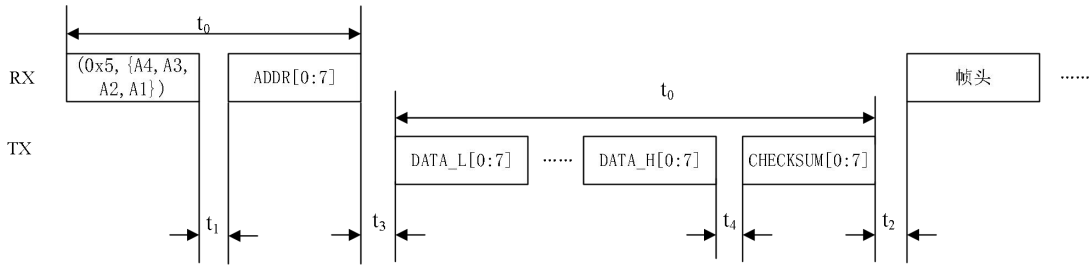 t0
RX
(0x5, {A4, A3,
A2, A1})
ADDR[0:7]
帧头
……
t0
TX
DATA_L[0:7]
……
DATA_H[0:7]
CHECKSUM[0:7]
t1
t3
t4
t2